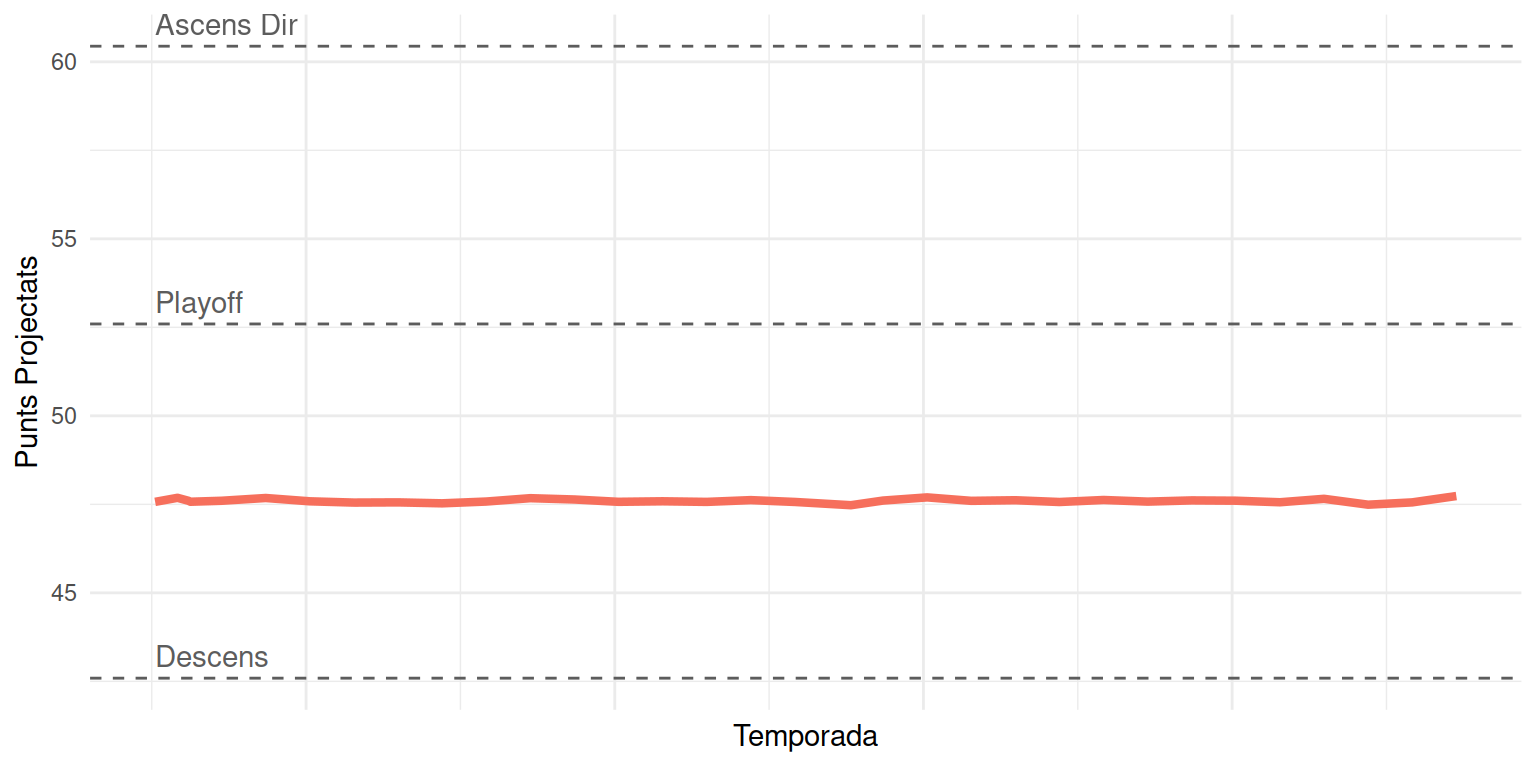 Ascens Dir
60
55
Playoff
Punts Projectats
50
45
Descens
Temporada